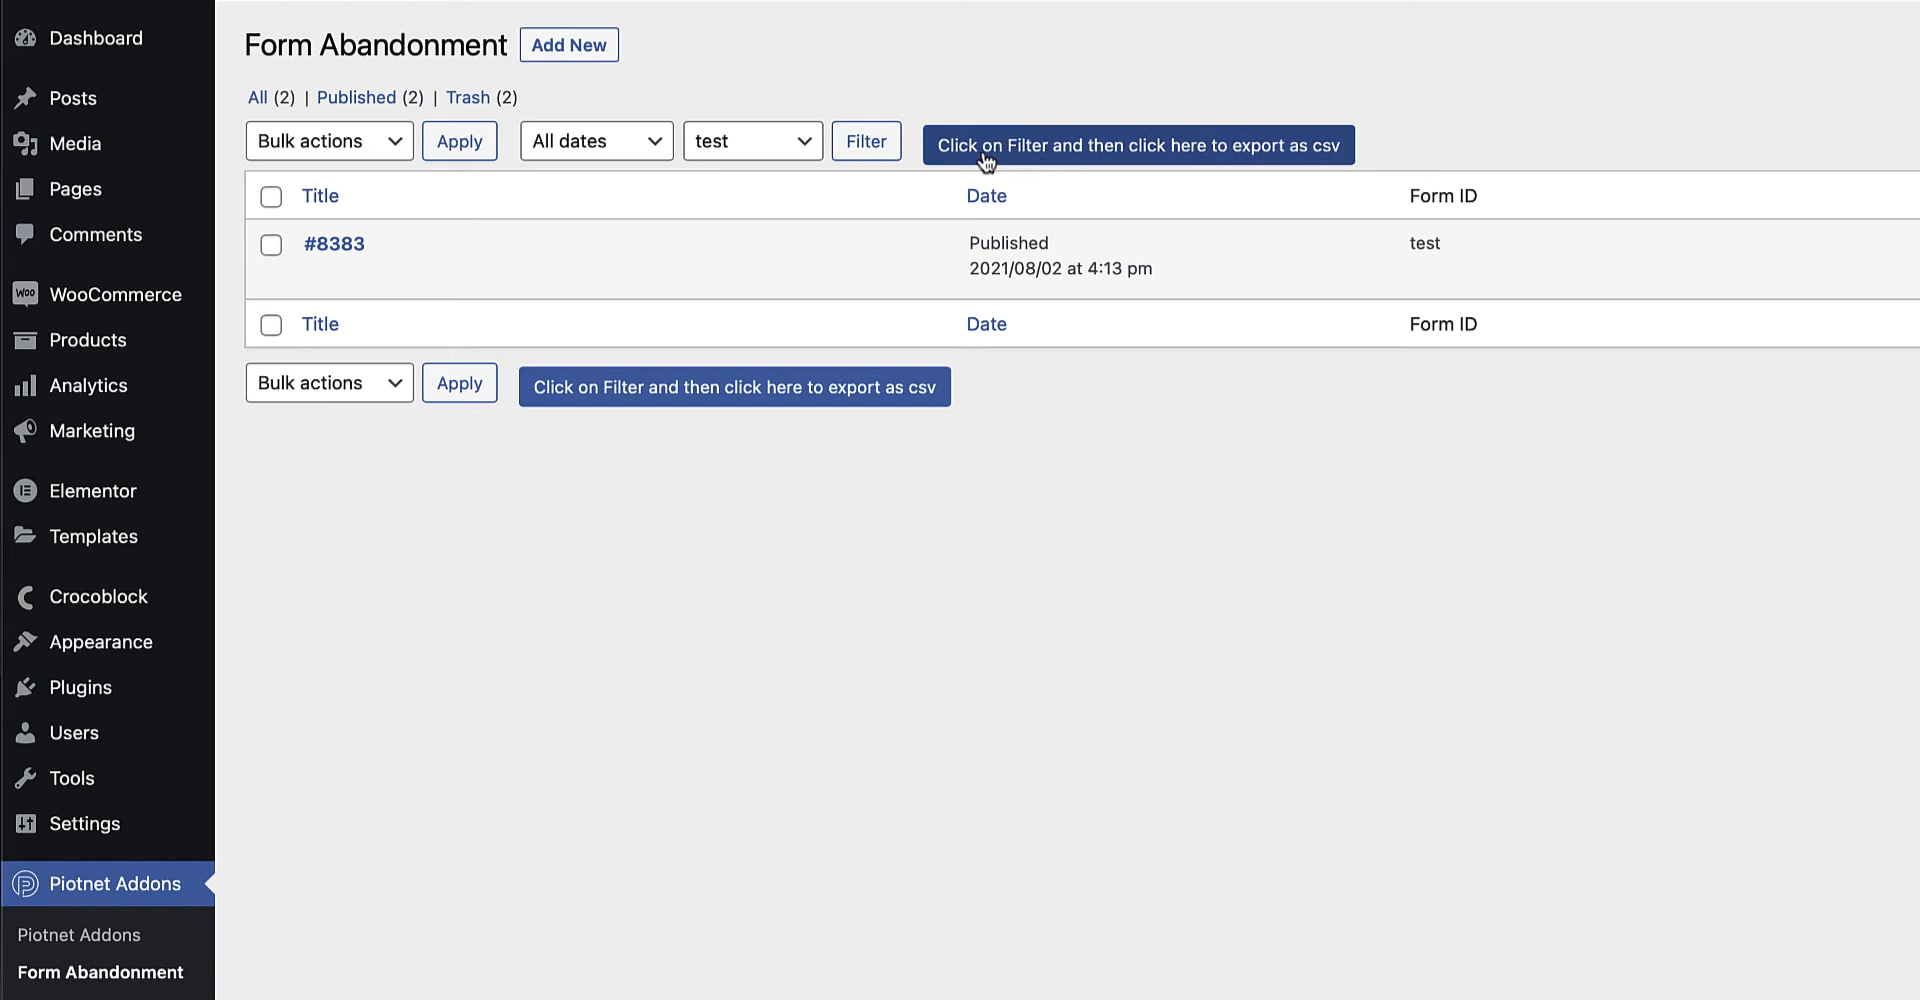 Dashboard
Posts
Media
Pages
Comments
Woo WooCommerce
Products
Analytics
Marketing
Elementor
Templates
Crocoblock
Appearance
Plugins
Users
Tools
Settings
Piotnet Addons
Piotnet Addons
Form Abandonment
Form Abandonment Add New
All (2) | Published (2) | Trash (2)
Bulk actions Apply All dates test Filter Click on Filter and then click here to export as csv
Title Date Form ID
#8383 Published test
2021/08/02 at 4:13 pm
Title Date Form ID
Bulk actions Apply Click on Filter and then click here to export as csv